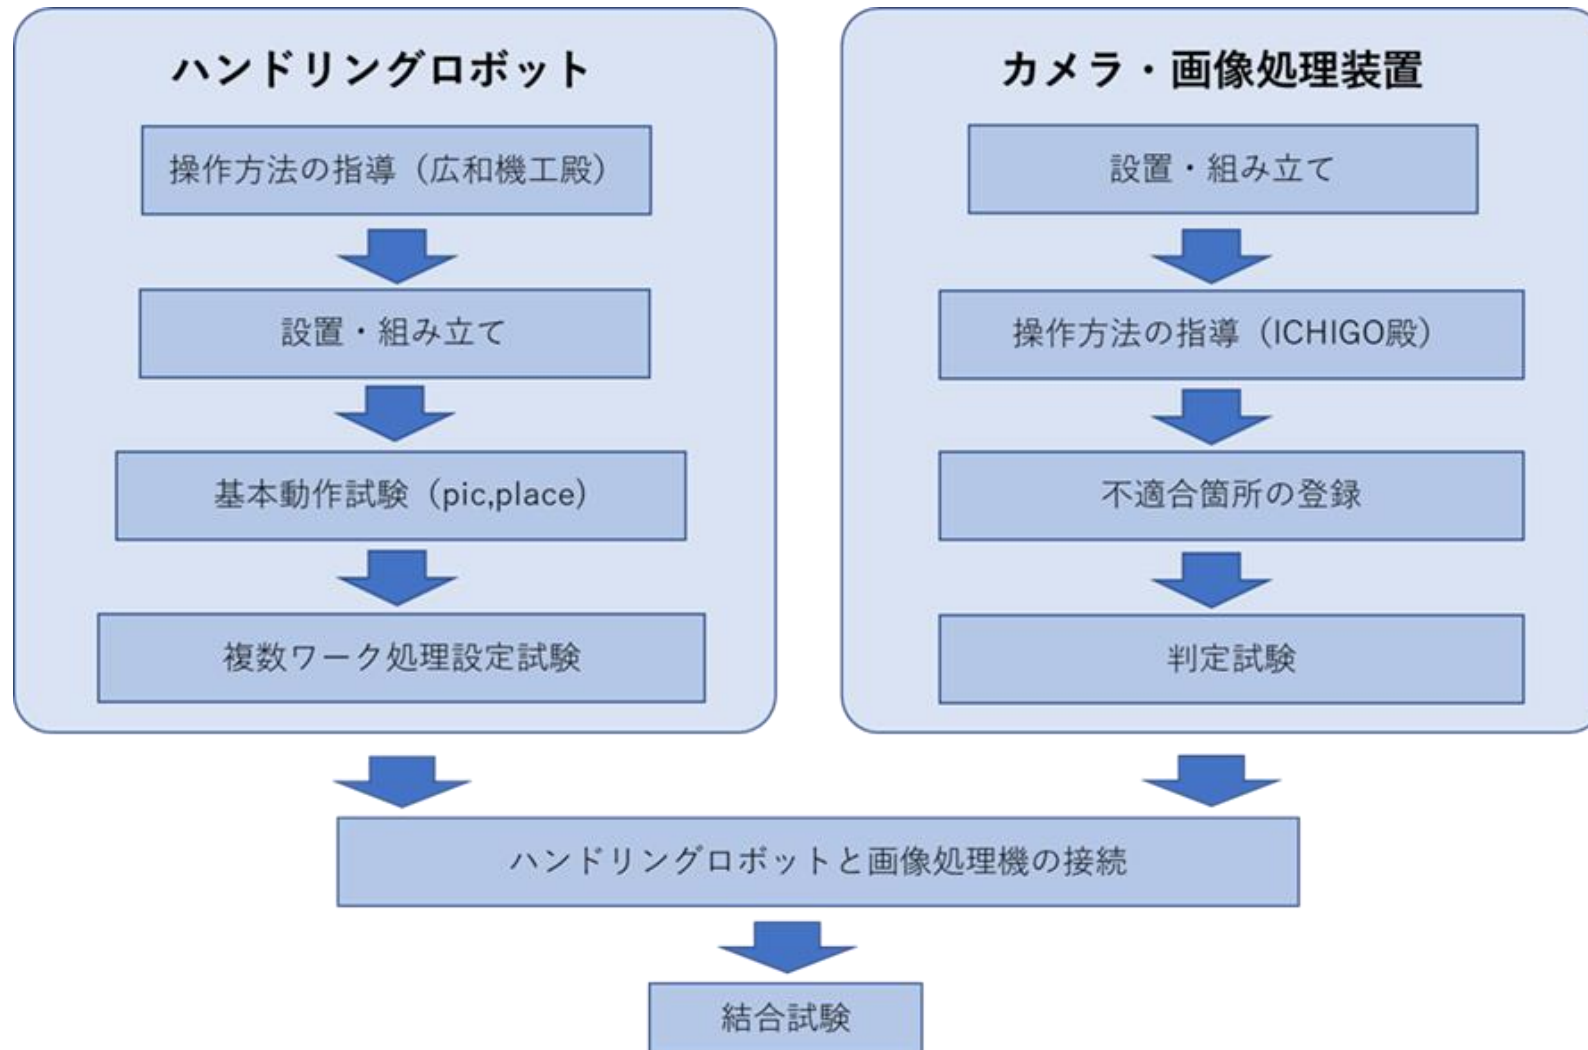 ハンドリングロボット
操作方法の指導（広和機工殿）
設置・組み立て
基本動作試験（pic,place）
複数ワーク処理設定試験
カメラ・画像処理装置
設置・組み立て
操作方法の指導（ICHIGO殿）
不適合箇所の登録
判定試験
ハンドリングロボットと画像処理機の接続
結合試験